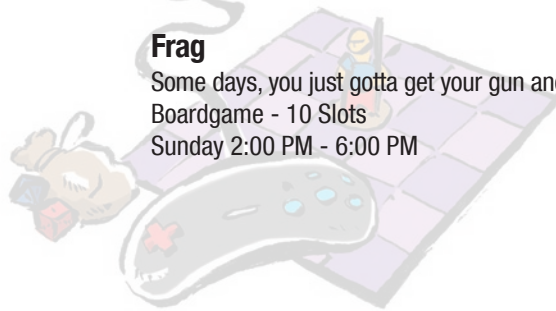 Frag
Some days, you just gotta get your gun and
Boardgame - 10 Slots
Sunday 2:00 PM - 6:00 PM